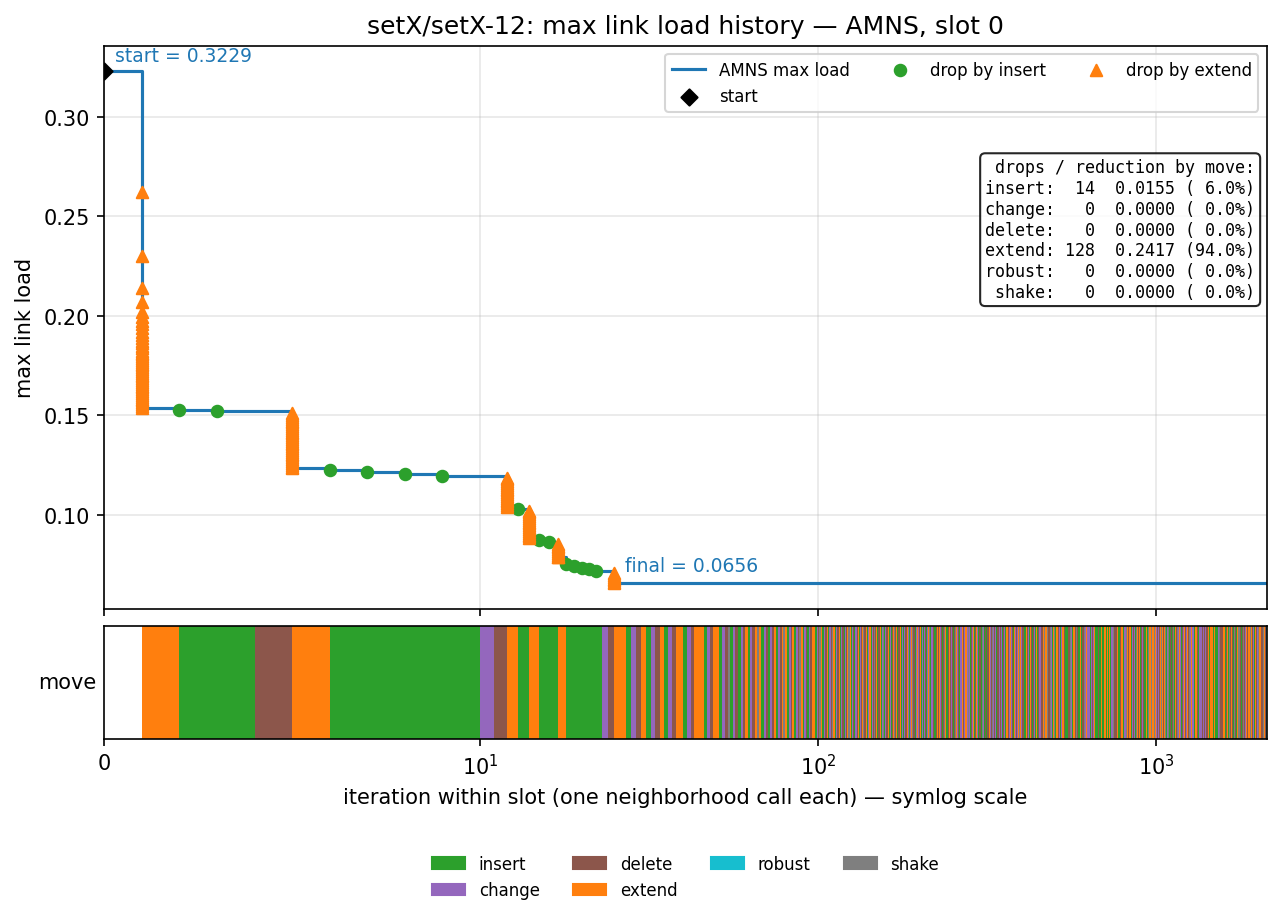 setX/setX-12: max link load history — AMNS, slot 0
start = 0.3229
AMNS max load
drop by insert
drop by extend
start
drops / reduction by move:
insert: 14 0.0155 ( 6.0%)
change: 0 0.0000 ( 0.0%)
delete: 0 0.0000 ( 0.0%)
extend: 128 0.2417 (94.0%)
robust: 0 0.0000 ( 0.0%)
shake: 0 0.0000 ( 0.0%)
max link load
0.30
0.25
0.20
0.15
0.10
final = 0.0656
move
0
10¹
10²
10³
iteration within slot (one neighborhood call each) — symlog scale
insert
delete
robust
shake
change
extend